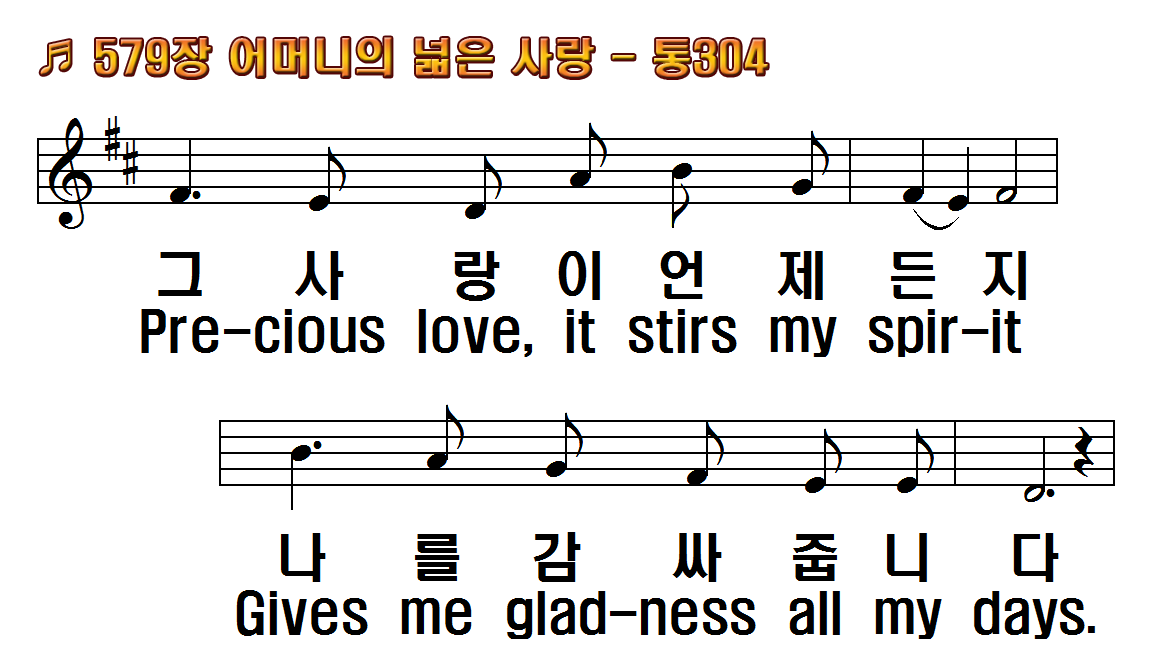 ♬ 579장 어머니의 넓은 사랑 - 통304
그 사 랑 이 언 제 든 지
Pre-cious love, it stirs my spir-it
나 를 감 싸 줍 니 다
Gives me glad-ness all my days.